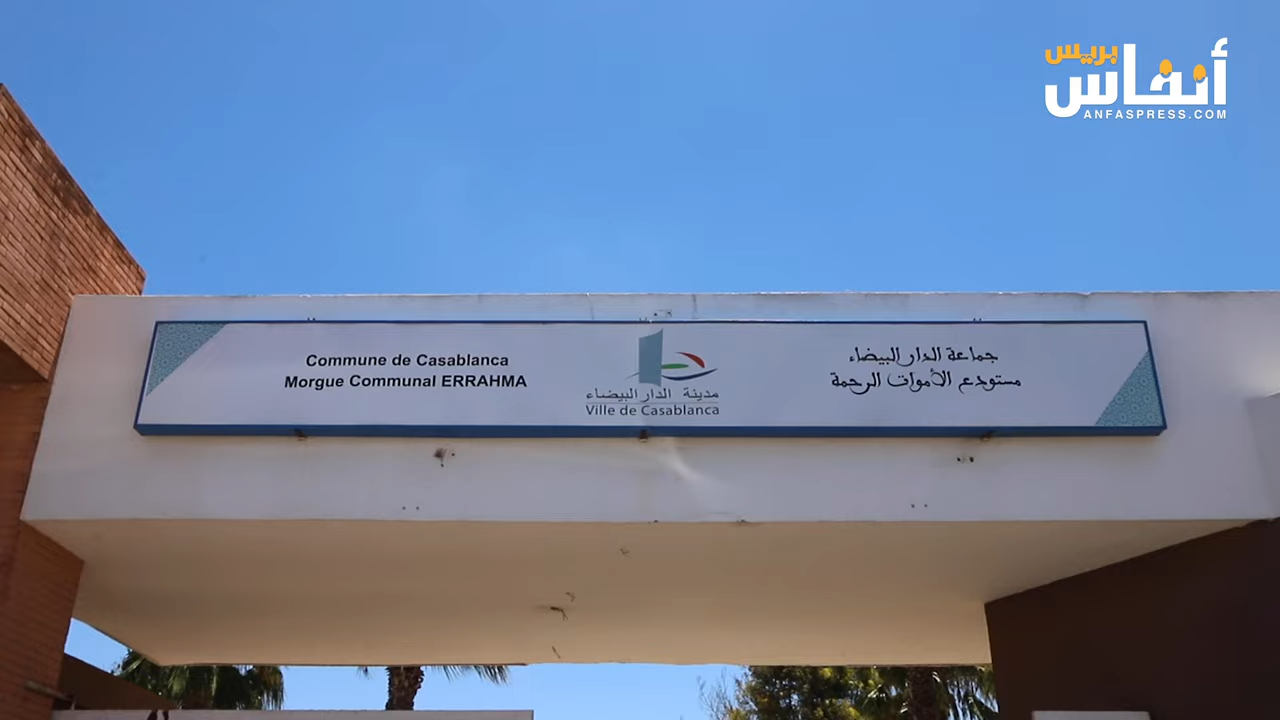 أنفاس بريس
ANFASPRESS.COM
Commune de Casablanca
Morgue Communal ERRAHMA
مدينة الدار البيضاء
Ville de Casablanca
جماعة الدار البيضاء
مستودع الأموات الرحمة